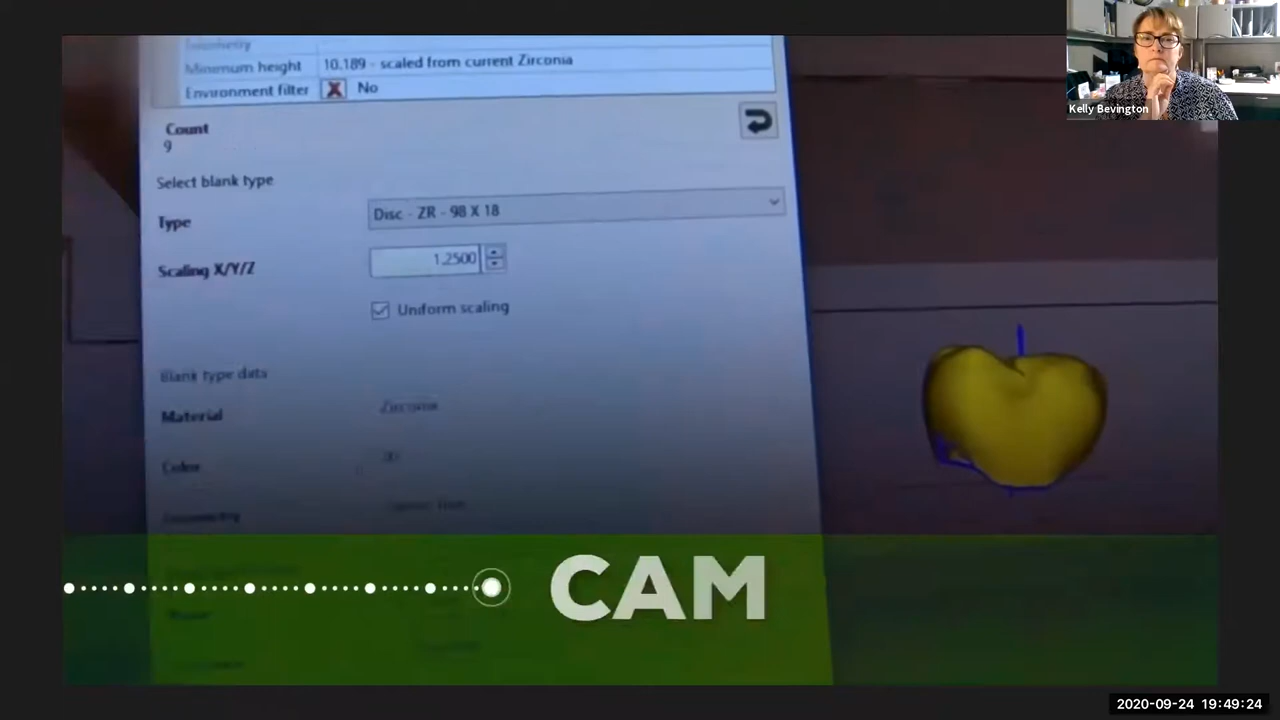 Minimum height 10.189 - scaled from current Zirconia
Environment filter X No
Count
9
Select blank type
Type Disc - ZR - 98 X 18
Scaling X/Y/Z 1.2500
Uniform scaling
Blank type data
Material Zirconia
Color
CAM
Kelly Bevington
2020-09-24 19:49:24